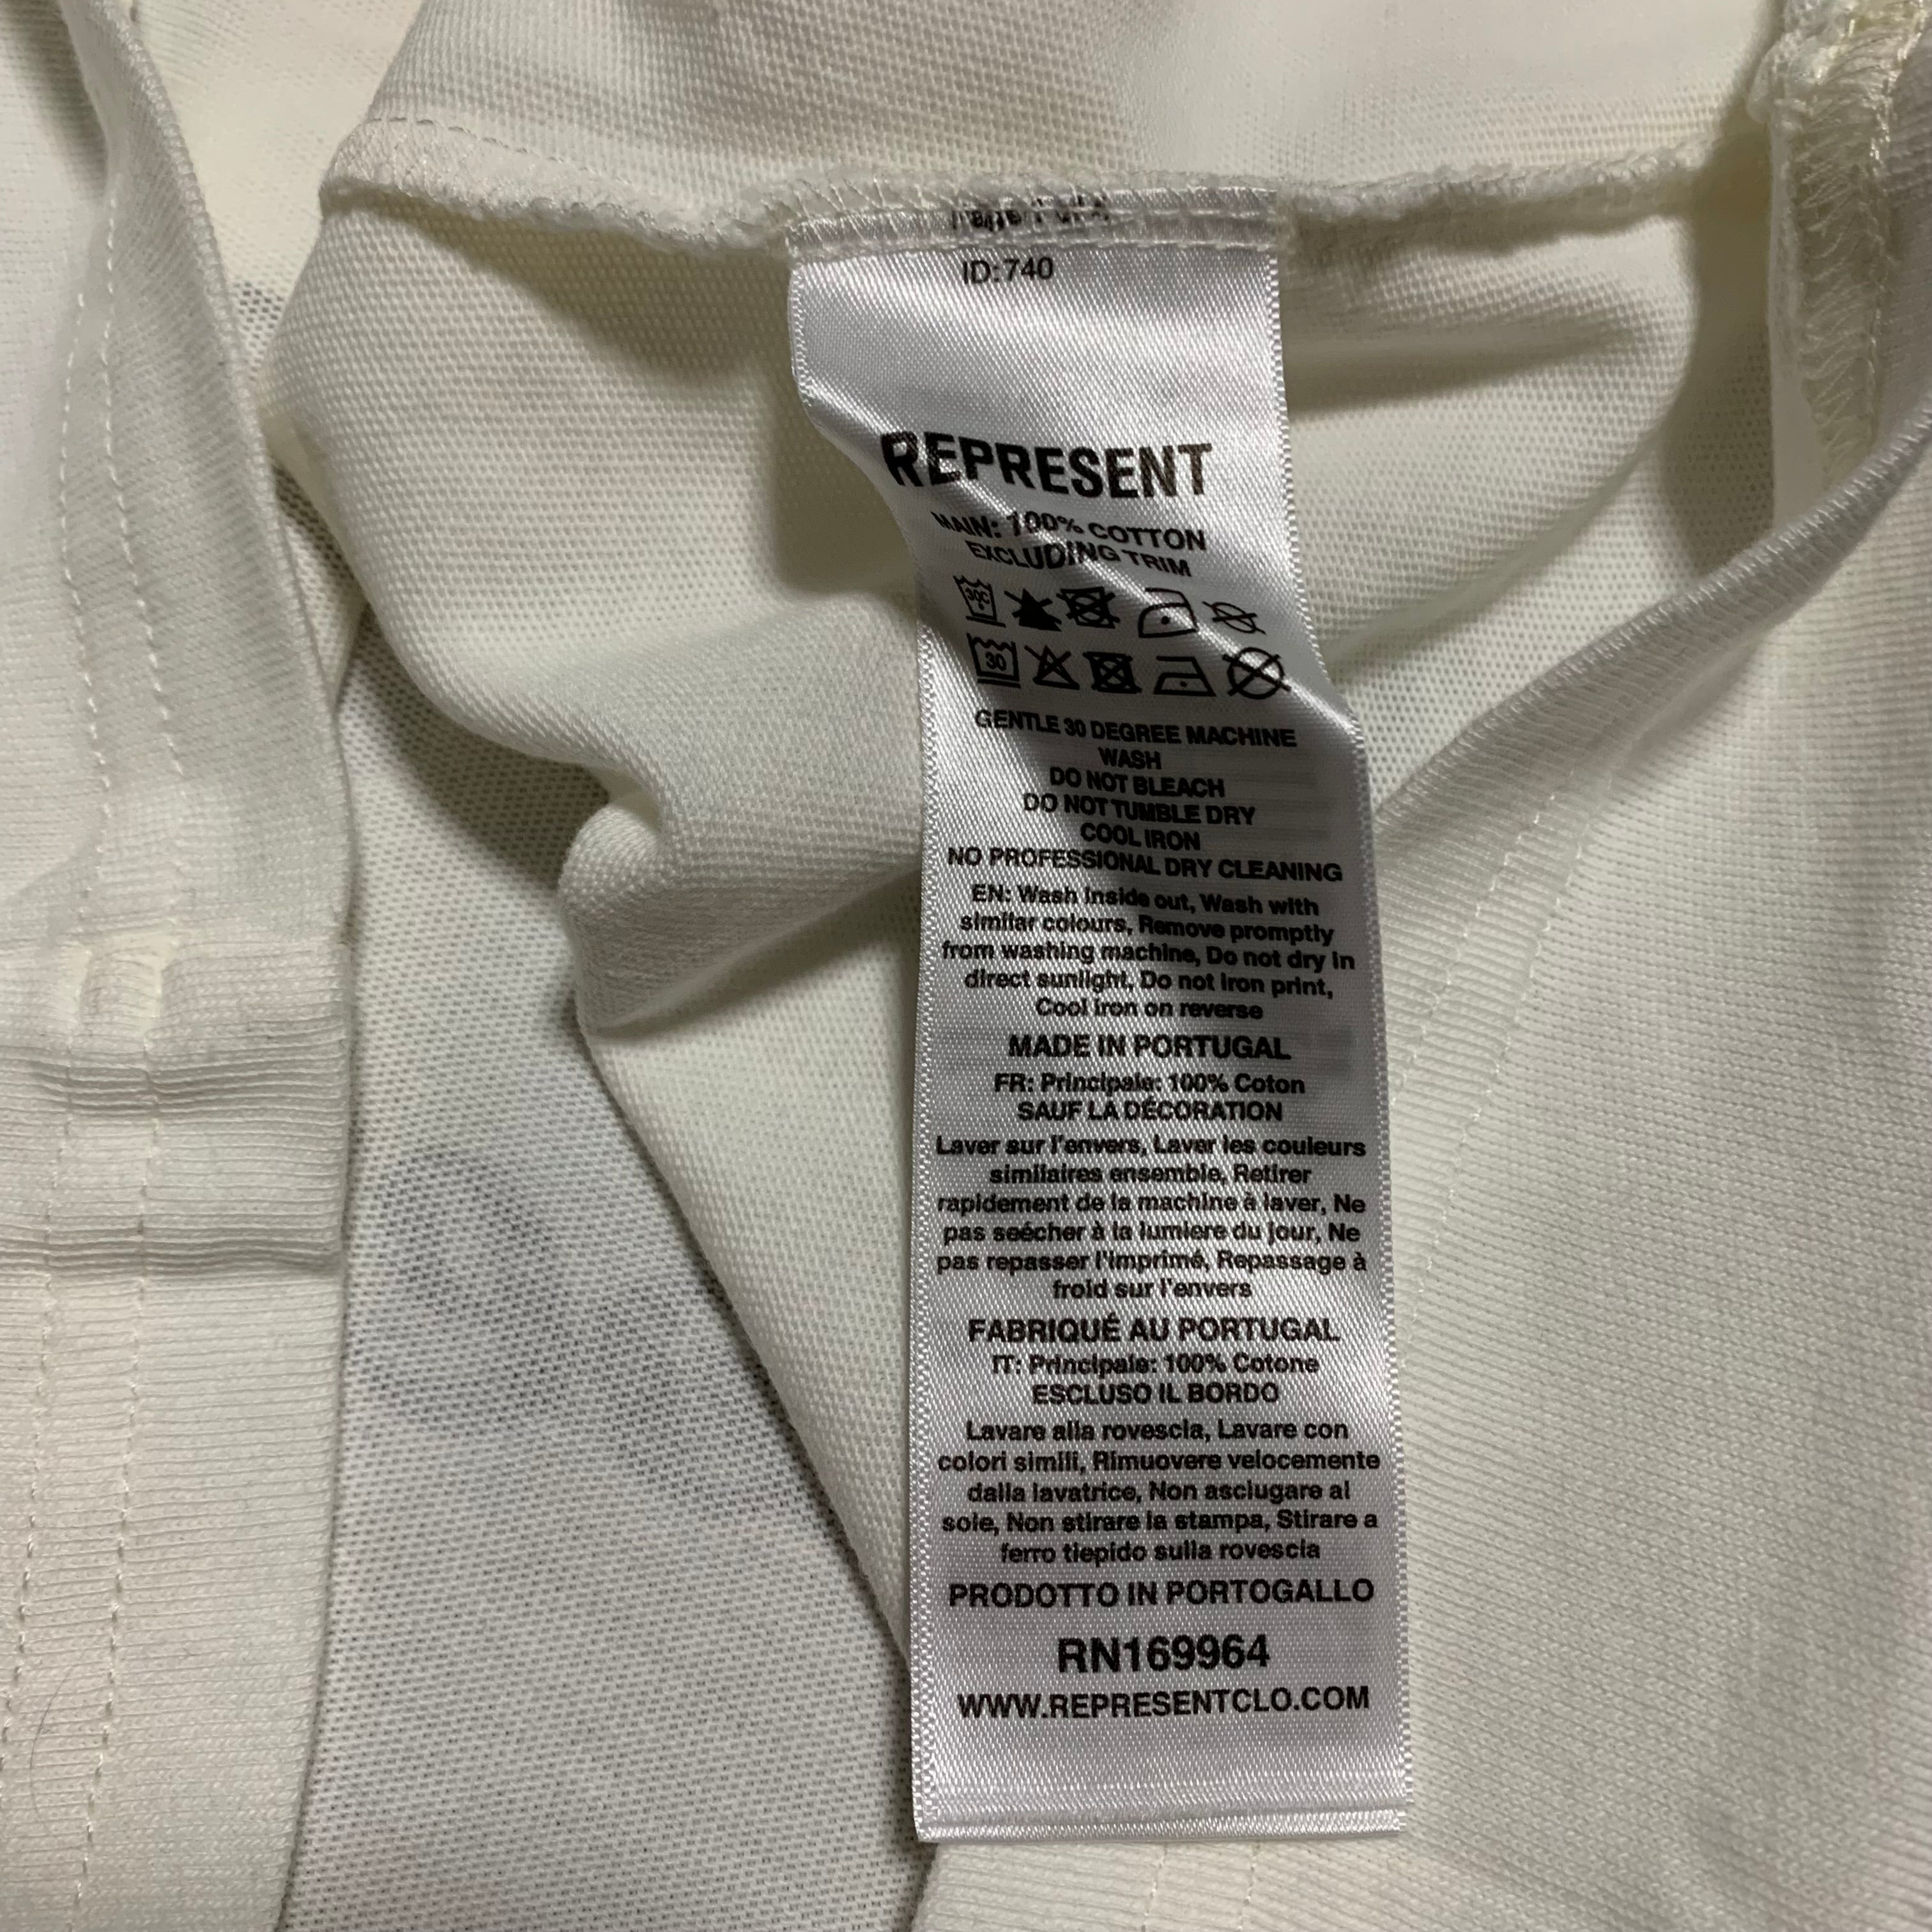 ID:740
REPRESENT
MAIN: 100% COTTON
EXCLUDING TRIM
30C
30
GENTLE 30 DEGREE MACHINE
WASH
DO NOT BLEACH
DO NOT TUMBLE DRY
COOL IRON
NO PROFESSIONAL DRY CLEANING
EN: Wash inside out, Wash with
similar colours, Remove promptly
from washing machine, Do not dry in
direct sunlight, Do not iron print,
Cool iron on reverse
MADE IN PORTUGAL
FR: Principale: 100% Coton
SAUF LA DÉCORATION
Laver sur l'envers, Laver les couleurs
similaires ensemble, Retirer
rapidement de la machine à laver, Ne
pas seécher à la lumiere du jour, Ne
pas repasser l'imprimé, Repassage à
froid sur l'envers
FABRIQUÉ AU PORTUGAL
IT: Principale: 100% Cotone
ESCLUSO IL BORDO
Lavare alla rovescia, Lavare con
colori simili, Rimuovere velocemente
dalla lavatrice, Non asciugare al
sole, Non stirare la stampa, Stirare a
ferro tiepido sulla rovescia
PRODOTTO IN PORTOGALLO
RN169964
WWW.REPRESENTCLO.COM